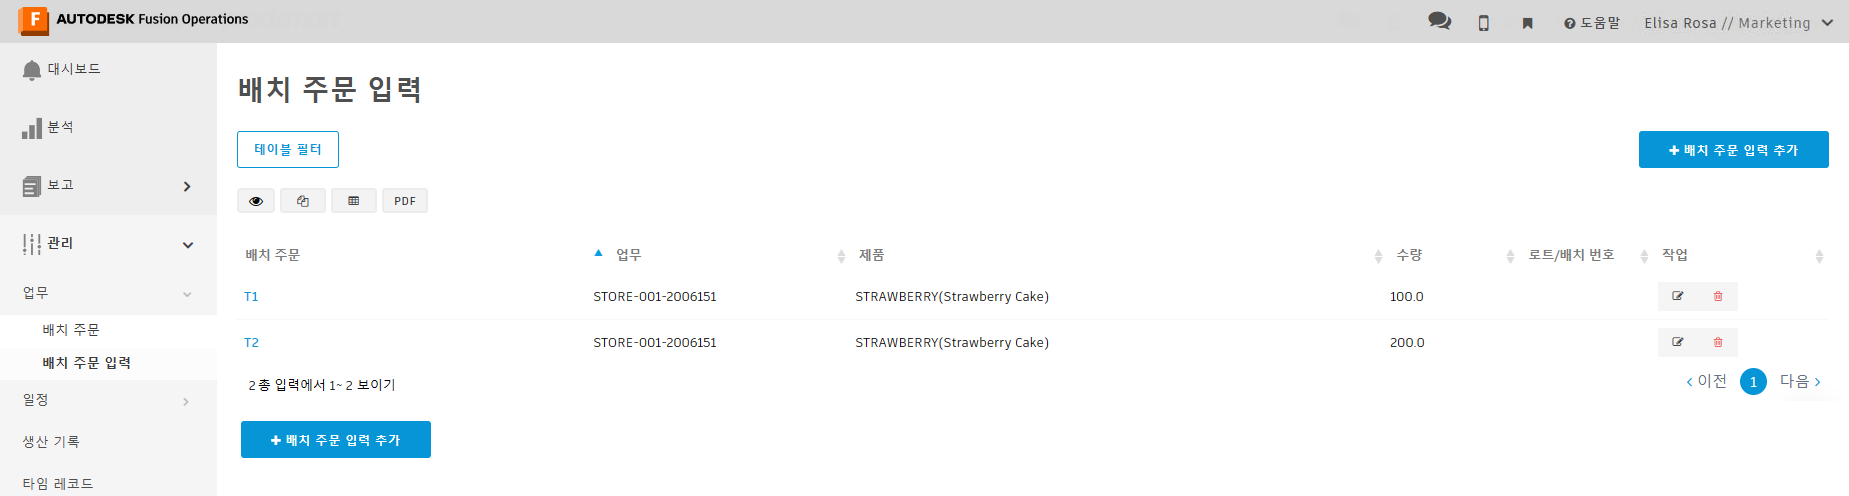 AUTODESK Fusion Operations
도움말
Elisa Rosa // Marketing
대시보드
분석
보고
관리
업무
배치 주문
배치 주문 입력
일정
생산 기록
타임 레코드
배치 주문 입력
테이블 필터
+ 배치 주문 입력 추가
PDF
배치 주문 업무 제품 수량 로트/배치 번호 작업
T1 STORE-001-2006151 STRAWBERRY(Strawberry Cake) 100.0
T2 STORE-001-2006151 STRAWBERRY(Strawberry Cake) 200.0
2 총 입력에서 1~ 2 보이기
‹ 이전 1 다음 ›
+ 배치 주문 입력 추가